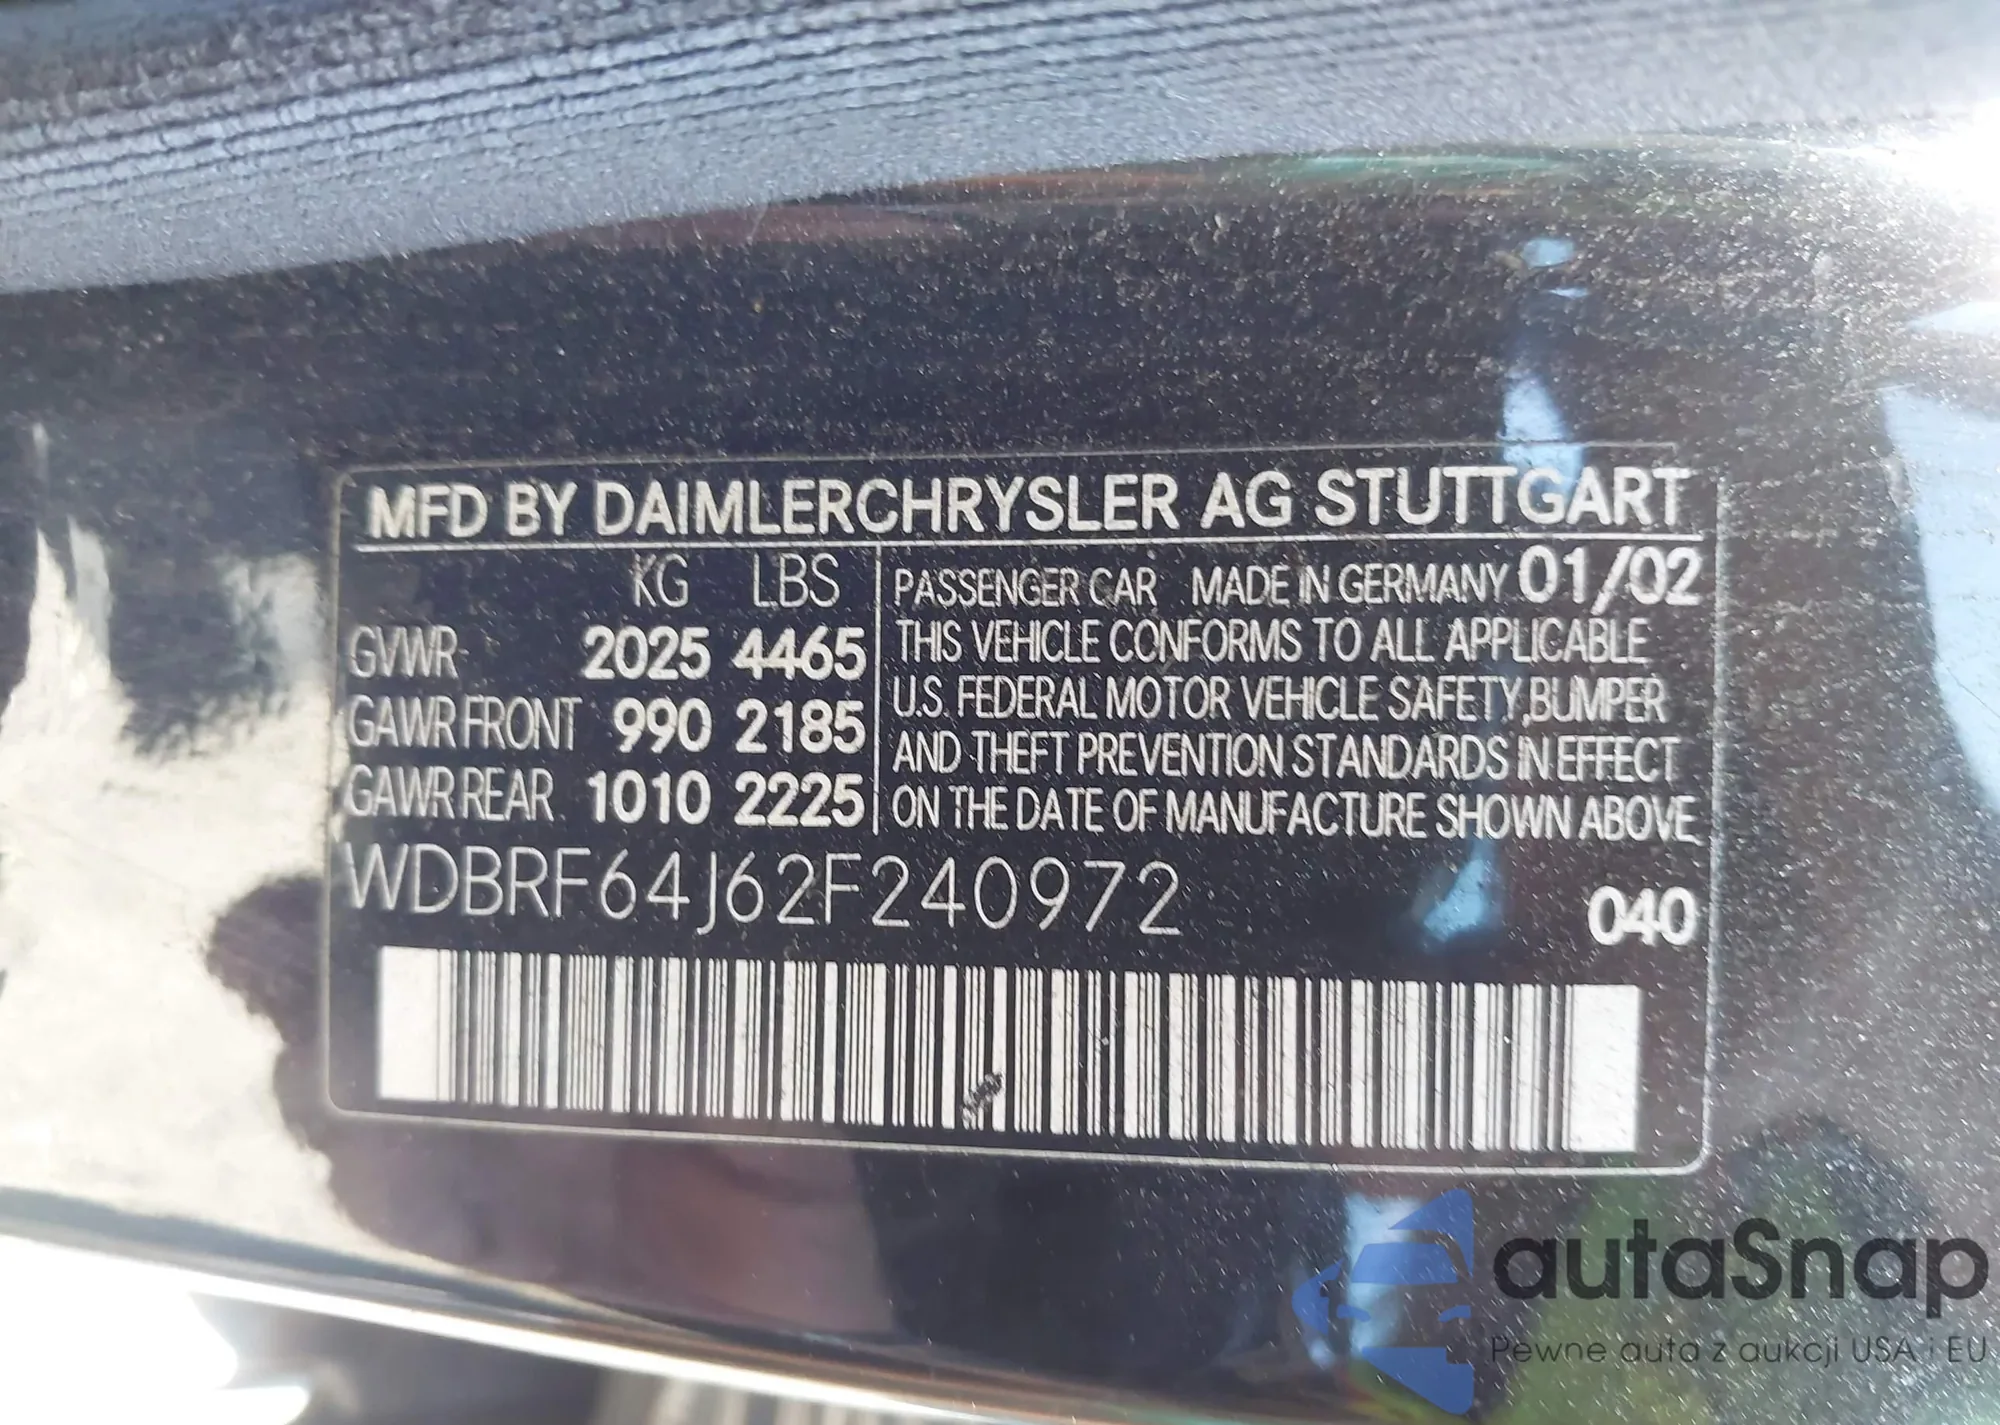 MFD BY DAIMLERCHRYSLER AG STUTTGART
KG LBS
GVWR 2025 4465
GAWR FRONT 990 2185
GAWR REAR 1010 2225
PASSENGER CAR MADE IN GERMANY 01/02
THIS VEHICLE CONFORMS TO ALL APPLICABLE
U.S. FEDERAL MOTOR VEHICLE SAFETY, BUMPER
AND THEFT PREVENTION STANDARDS IN EFFECT
ON THE DATE OF MANUFACTURE SHOWN ABOVE
WDBRF64J62F240972
040
autaSnap
Pewne auta z aukcji USA i EU